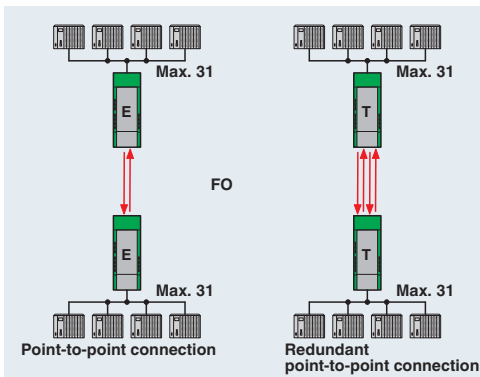 Max. 31
Max. 31
E
T
FO
E
T
Max. 31
Max. 31
Point-to-point connection
Redundant
point-to-point connection